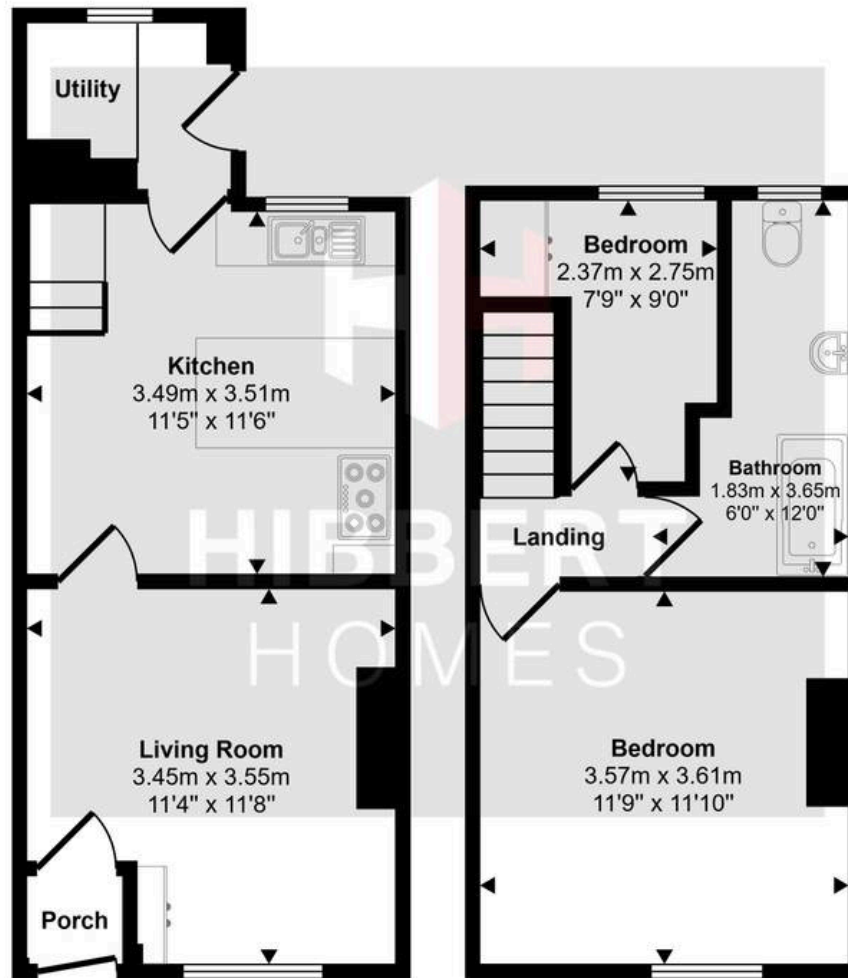 Utility
Kitchen
3.49m x 3.51m
11'5" x 11'6"
Living Room
3.45m x 3.55m
11'4" x 11'8"
Porch
Bedroom
2.37m x 2.75m
7'9" x 9'0"
Bathroom
1.83m x 3.65m
6'0" x 12'0"
Landing
Bedroom
3.57m x 3.61m
11'9" x 11'10"
HIBBERT
HOMES